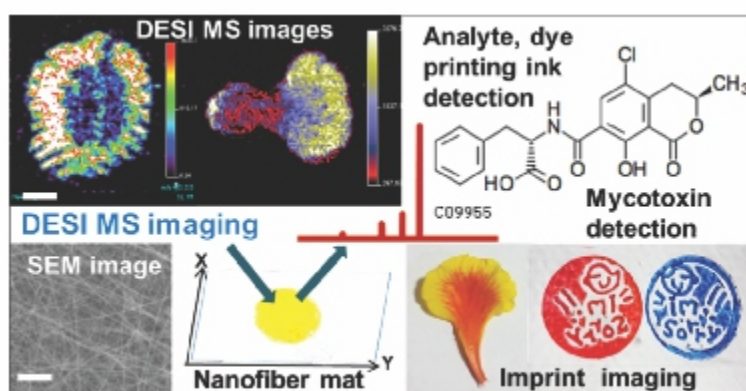 DESI MS images
Analyte, dye
printing ink
detection
Cl
CH3
O
N
H
O
HO
O
OH
O
C09955
Mycotoxin
detection
DESI MS imaging
SEM image
X
Y
Nanofiber mat
Imprint imaging